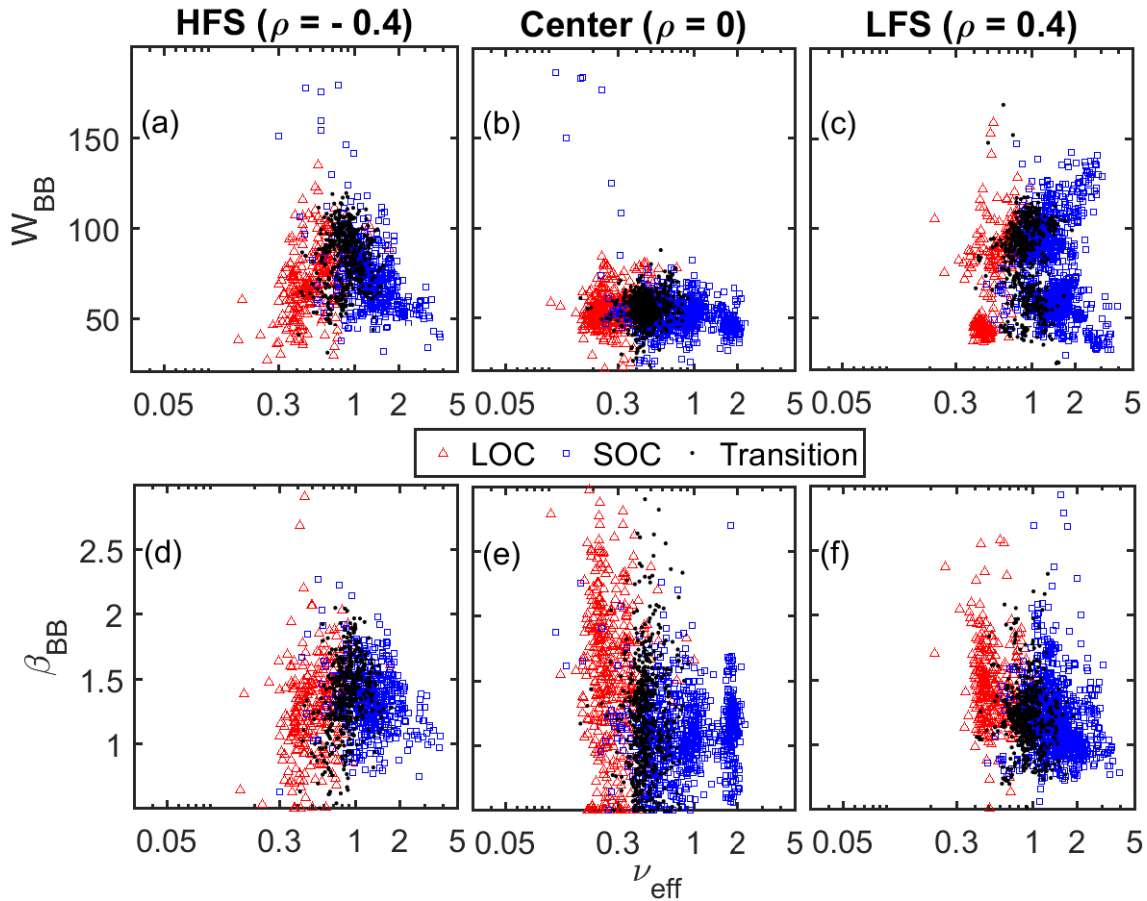 HFS (ρ = - 0.4) Center (ρ = 0) LFS (ρ = 0.4)
(a) (b) (c)
W_BB
150
100
50
0.05 0.3 1 2 5 0.05 0.3 1 2 5 0.05 0.3 1 2 5
LOC SOC Transition
(d) (e) (f)
β_BB
2.5
2
1.5
1
0.05 0.3 1 2 5 0.05 0.3 1 2 5 0.05 0.3 1 2 5
ν_eff